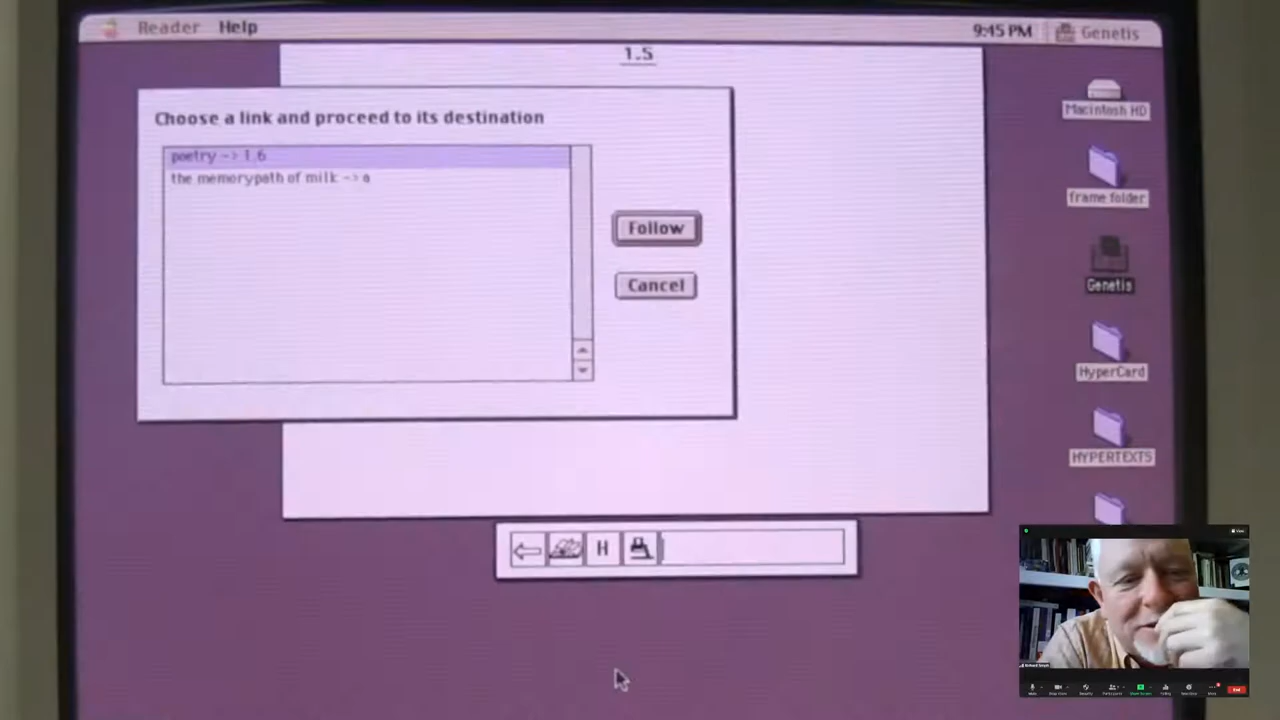 Reader Help 9:45 PM Genetis
1.5
Choose a link and proceed to its destination
poetry -> 1.6
the memorypath of milk -> a
Follow
Cancel
H
Macintosh HD
frame folder
Genetis
HyperCard
HYPERTEXTS